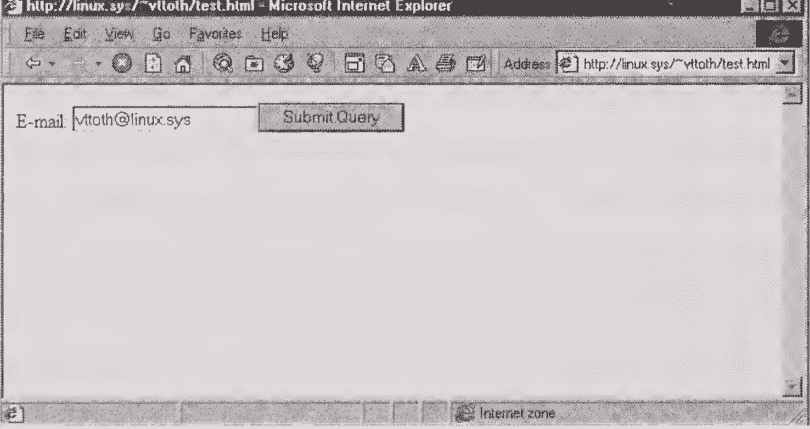 http://linux.sys/~vttoth/test.html - Microsoft Internet Explorer
File Edit View Go Favorites Help
Address http://linux.sys/~vttoth/test.html
E-mail: vttoth@linux.sys Submit Query
Internet zone